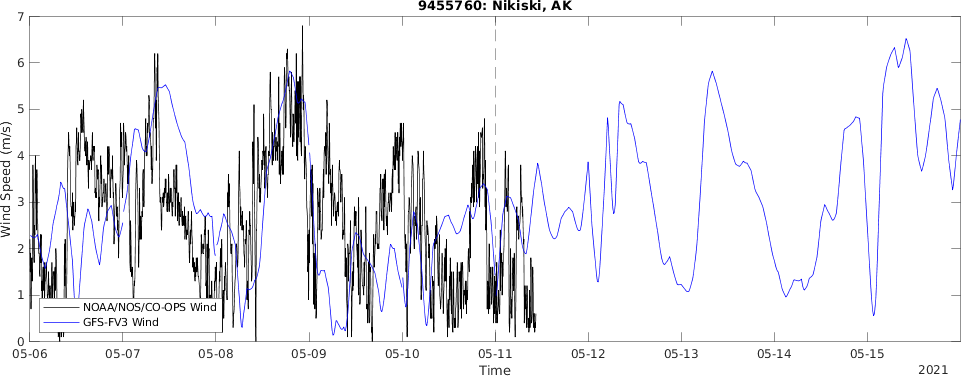 9455760: Nikiski, AK
7
6
5
4
3
2
1
0
Wind Speed (m/s)
NOAA/NOS/CO-OPS Wind
GFS-FV3 Wind
05-06 05-07 05-08 05-09 05-10 05-11 05-12 05-13 05-14 05-15
Time
2021